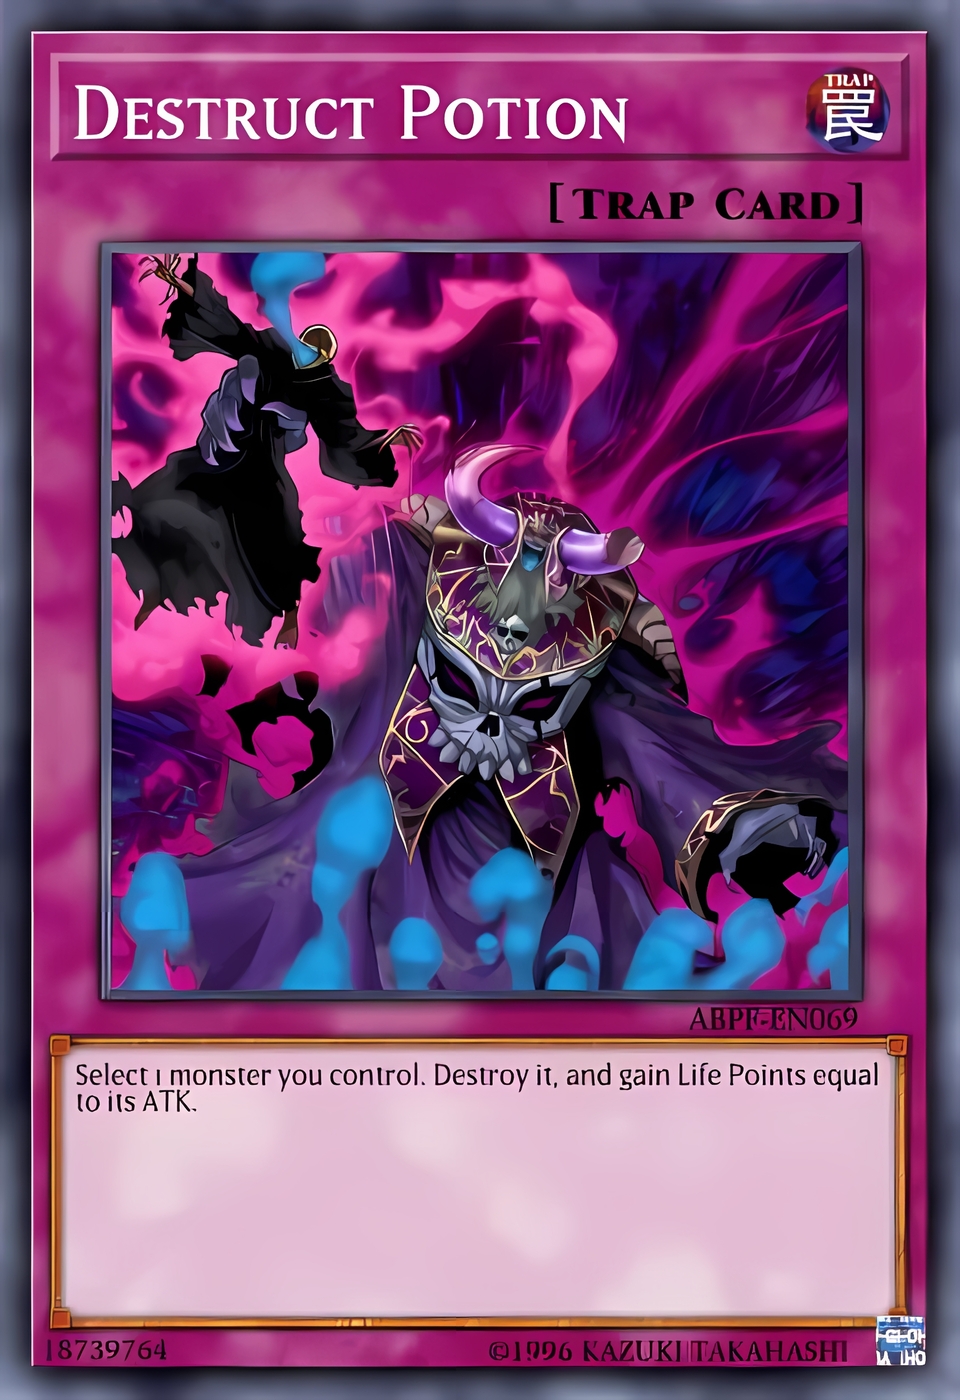 DESTRUCT POTION
TRAP
罠
[TRAP CARD]
ABPF-EN069
Select 1 monster you control. Destroy it, and gain Life Points equal
to its ATK.
18739764
©1996 KAZUKI TAKAHASHI